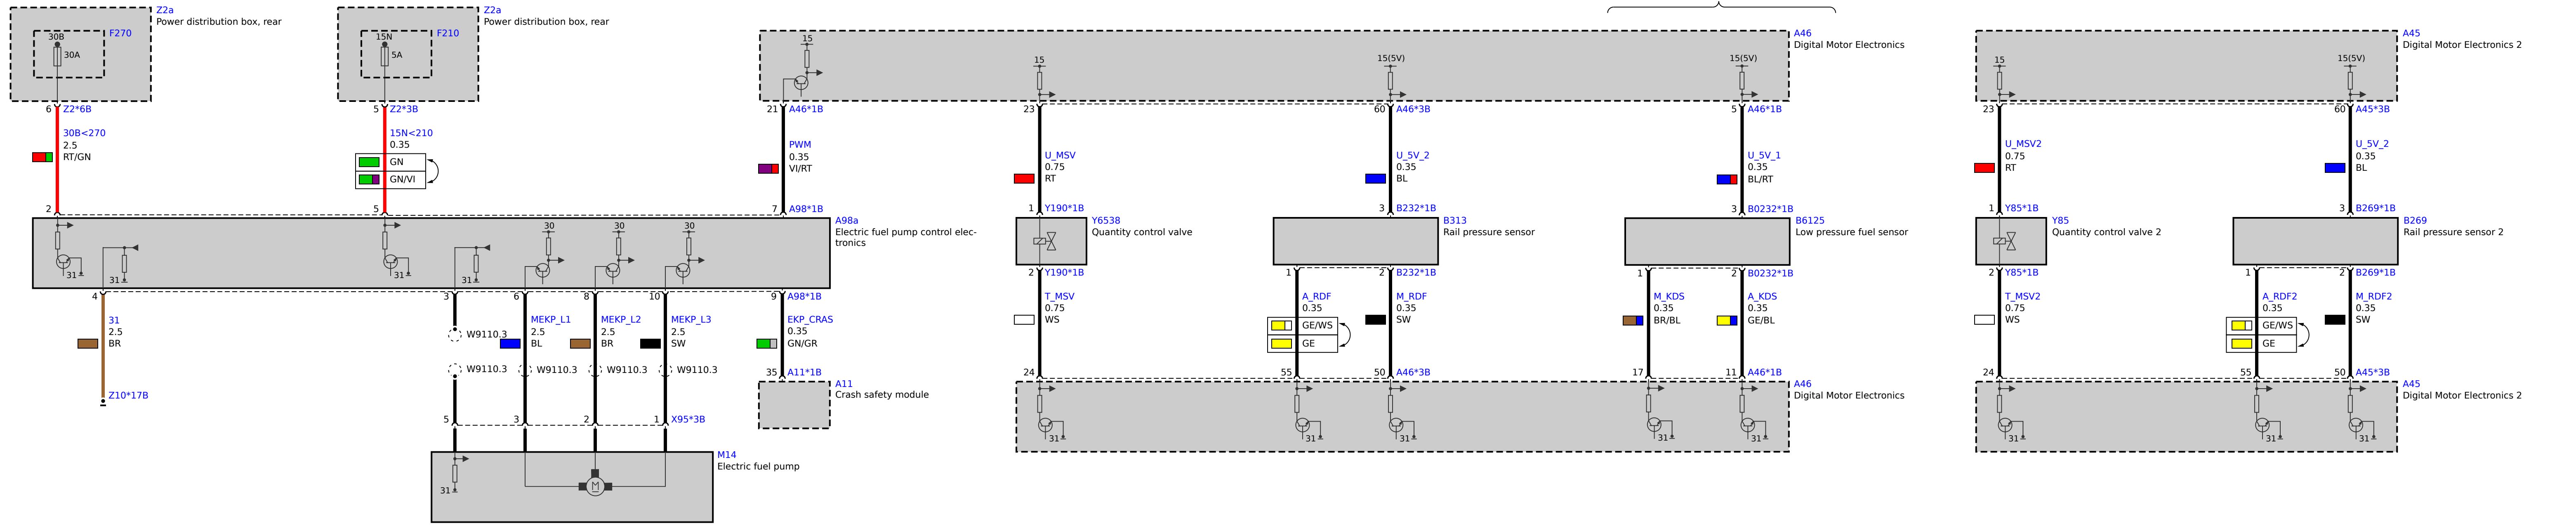 Z2a
Power distribution box, rear
F270
30B
30A
6
Z2*6B
30B<270
2.5
RT/GN
2
Z2a
Power distribution box, rear
F210
15N
5A
5
Z2*3B
15N<210
0.35
GN
GN/VI
5
15
21
A46*1B
PWM
0.35
VI/RT
7
A98*1B
A98a
Electric fuel pump control elec-
tronics
31
31
31
31
30
30
30
4
31
2.5
BR
Z10*17B
3
W9110.3
W9110.3
5
6
MEKP_L1
2.5
BL
W9110.3
3
8
MEKP_L2
2.5
BR
W9110.3
2
10
MEKP_L3
2.5
SW
W9110.3
1
X95*3B
9
A98*1B
EKP_CRAS
0.35
GN/GR
35
A11*1B
A11
Crash safety module
M14
Electric fuel pump
31
M
A46
Digital Motor Electronics
15
23
U_MSV
0.75
RT
1
Y190*1B
Y6538
Quantity control valve
2
Y190*1B
T_MSV
0.75
WS
24
15(5V)
60
A46*3B
U_5V_2
0.35
BL
3
B232*1B
B313
Rail pressure sensor
1
A_RDF
0.35
GE/WS
GE
55
2
B232*1B
M_RDF
0.35
SW
50
A46*3B
15(5V)
5
A46*1B
U_5V_1
0.35
BL/RT
3
B0232*1B
B6125
Low pressure fuel sensor
1
M_KDS
0.35
BR/BL
17
2
B0232*1B
A_KDS
0.35
GE/BL
11
A46*1B
A46
Digital Motor Electronics
31
31
31
31
31
A45
Digital Motor Electronics 2
15
23
U_MSV2
0.75
RT
1
Y85*1B
Y85
Quantity control valve 2
2
Y85*1B
T_MSV2
0.75
WS
24
15(5V)
60
A45*3B
U_5V_2
0.35
BL
3
B269*1B
B269
Rail pressure sensor 2
1
A_RDF2
0.35
GE/WS
GE
55
2
B269*1B
M_RDF2
0.35
SW
50
A45*3B
A45
Digital Motor Electronics 2
31
31
31